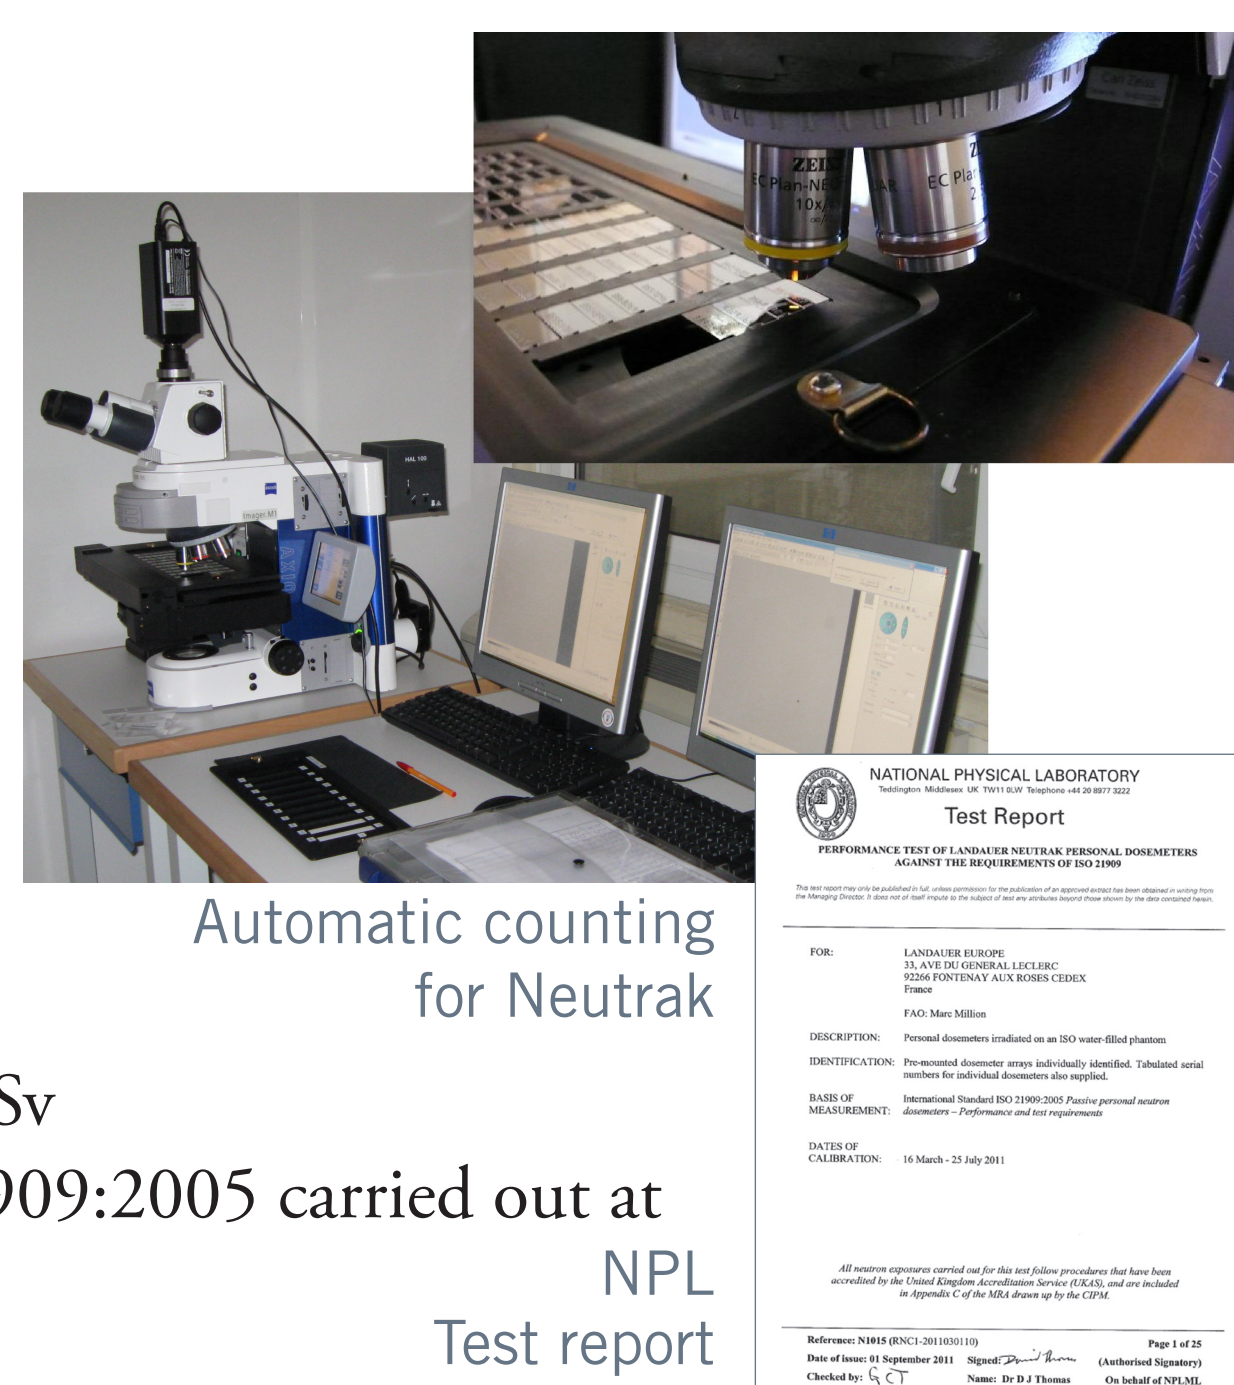 Carl Zeiss
ZEISS
EC Plan-NE
10x/
EC Plan
2
HAL 100
Imager.M1
AXIO
Automatic counting
for Neutrak
Sv
909:2005 carried out at
NPL
Test report
NATIONAL PHYSICAL LABORATORY
Teddington Middlesex UK TW11 0LW Telephone +44 20 8977 3222
Test Report
PERFORMANCE TEST OF LANDAUER NEUTRAK PERSONAL DOSEMETERS
AGAINST THE REQUIREMENTS OF ISO 21909
This test report may only be published in full, unless permission for the publication of an approved extract has been obtained in writing from
the Managing Director. It does not of itself impute to the subject of test any attributes beyond those shown by the data contained herein.
FOR: LANDAUER EUROPE
33, AVE DU GENERAL LECLERC
92266 FONTENAY AUX ROSES CEDEX
France
FAO: Marc Million
DESCRIPTION: Personal dosemeters irradiated on an ISO water-filled phantom
IDENTIFICATION: Pre-mounted dosemeter arrays individually identified. Tabulated serial
numbers for individual dosemeters also supplied.
BASIS OF International Standard ISO 21909:2005 Passive personal neutron
MEASUREMENT: dosemeters – Performance and test requirements
DATES OF
CALIBRATION: 16 March - 25 July 2011
All neutron exposures carried out for this test follow procedures that have been
accredited by the United Kingdom Accreditation Service (UKAS), and are included
in Appendix C of the MRA drawn up by the CIPM.
Reference: N1015 (RNC1-2011030110) Page 1 of 25
Date of issue: 01 September 2011 Signed: David Thomas (Authorised Signatory)
Checked by: GCT Name: Dr D J Thomas On behalf of NPLML